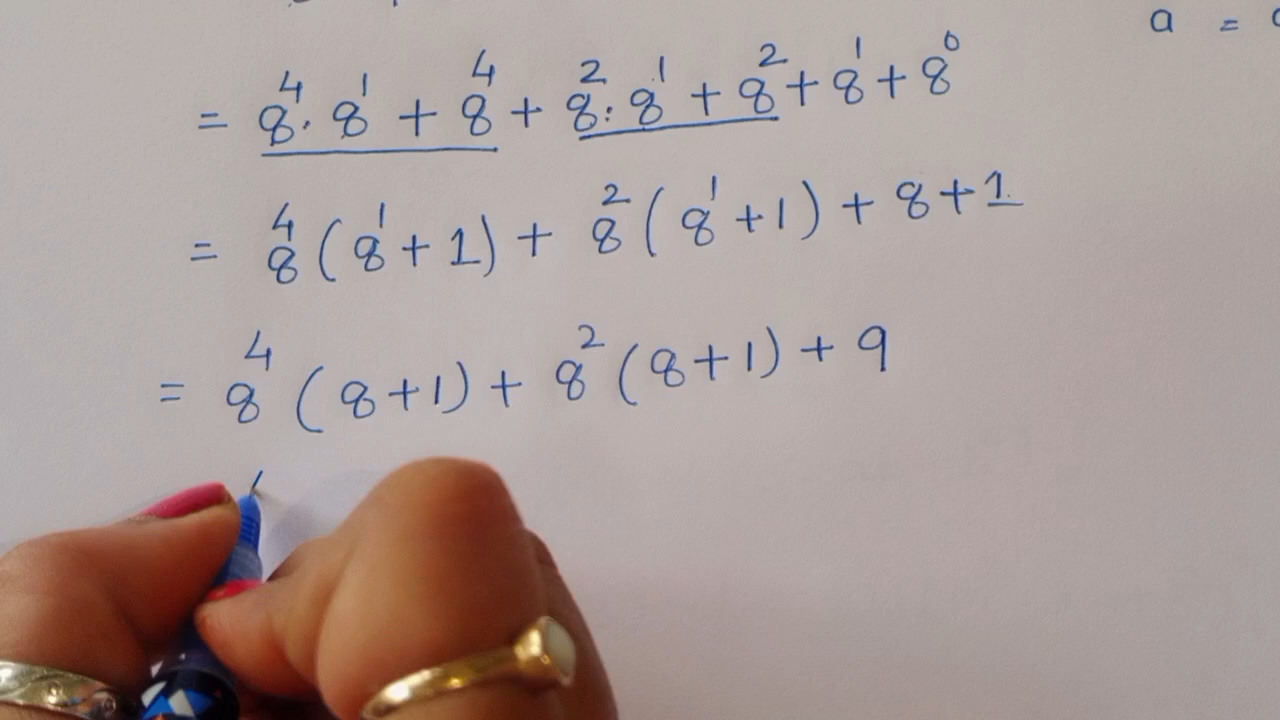 a =
= 8⁴ · 8¹ + 8⁴ + 8² · 8¹ + 8² + 8¹ + 8⁰
= 8⁴ ( 8¹ + 1 ) + 8² ( 8¹ + 1 ) + 8 + 1
= 8⁴ ( 8 + 1 ) + 8² ( 8 + 1 ) + 9